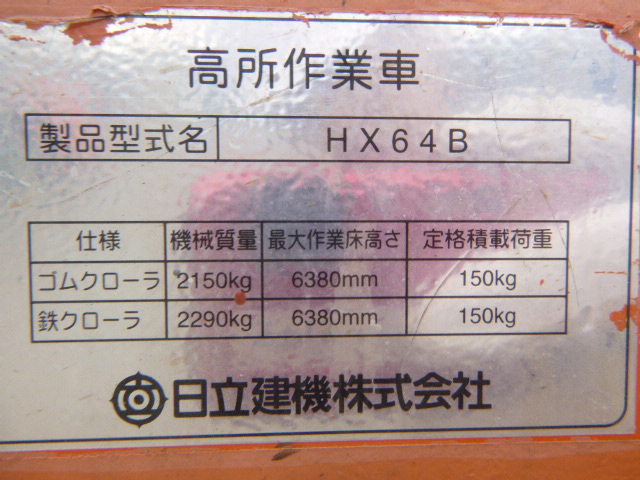 高所作業車
製品型式名 HX64B
仕様 機械質量 最大作業床高さ 定格積載荷重
ゴムクローラ 2150kg 6380mm 150kg
鉄クローラ 2290kg 6380mm 150kg
日立建機株式会社